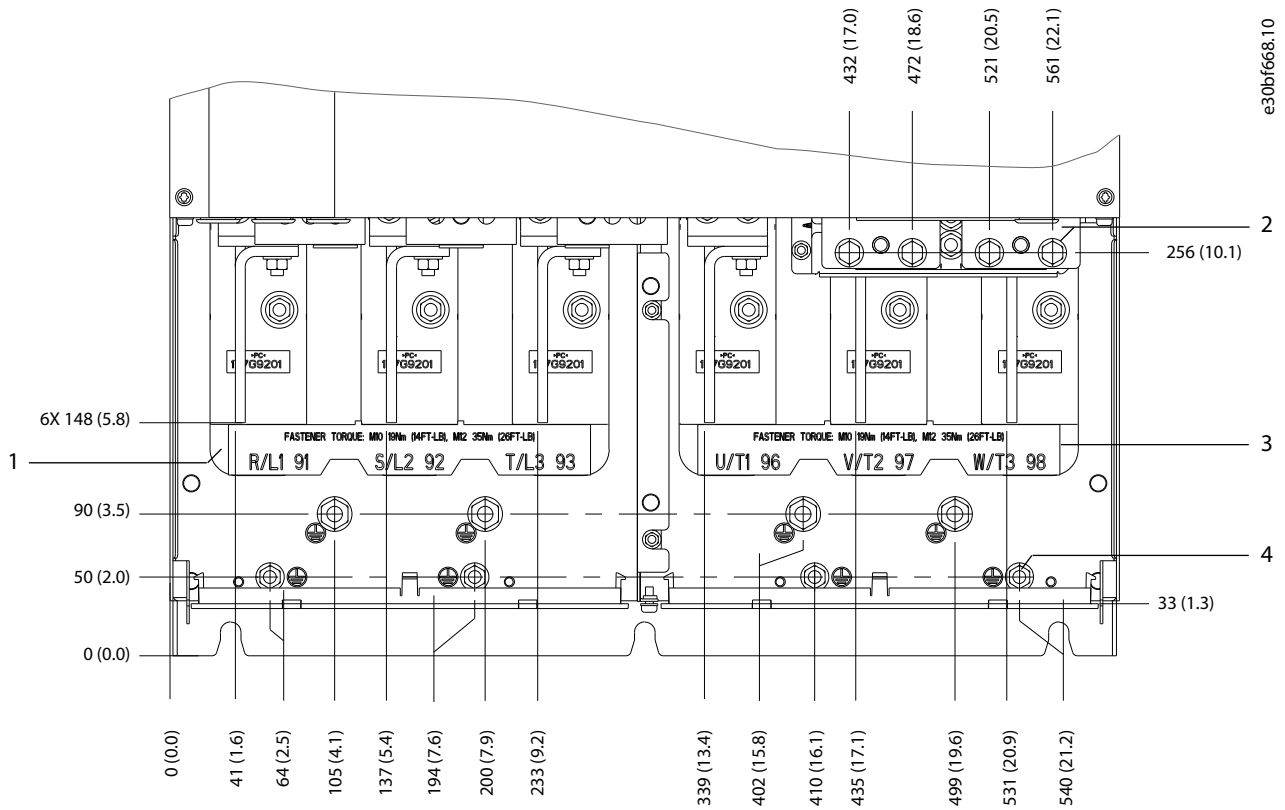 432 (17.0)
472 (18.6)
521 (20.5)
561 (22.1)
e30bf668.10
2
256 (10.1)
•PC•
•PC•
•PC•
•PC•
•PC•
•PC•
6X 148 (5.8)
FASTENER TORQUE: M10 19Nm (14FT-LB), M12 35Nm (26FT-LB)
FASTENER TORQUE: M10 19Nm (14FT-LB), M12 35Nm (26FT-LB)
1
R/L1 91
S/L2 92
T/L3 93
U/T1 96
V/T2 97
W/T3 98
3
90 (3.5)
50 (2.0)
4
33 (1.3)
0 (0.0)
0 (0.0)
41 (1.6)
64 (2.5)
105 (4.1)
137 (5.4)
194 (7.6)
200 (7.9)
233 (9.2)
339 (13.4)
402 (15.8)
410 (16.1)
435 (17.1)
499 (19.6)
531 (20.9)
540 (21.2)